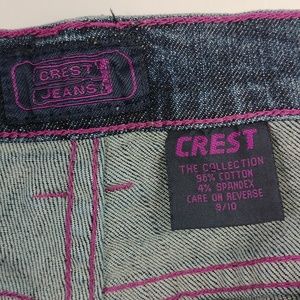 CREST
JEANS
CREST
THE COLLECTION
96% COTTON
4% SPANDEX
CARE ON REVERSE
9/10